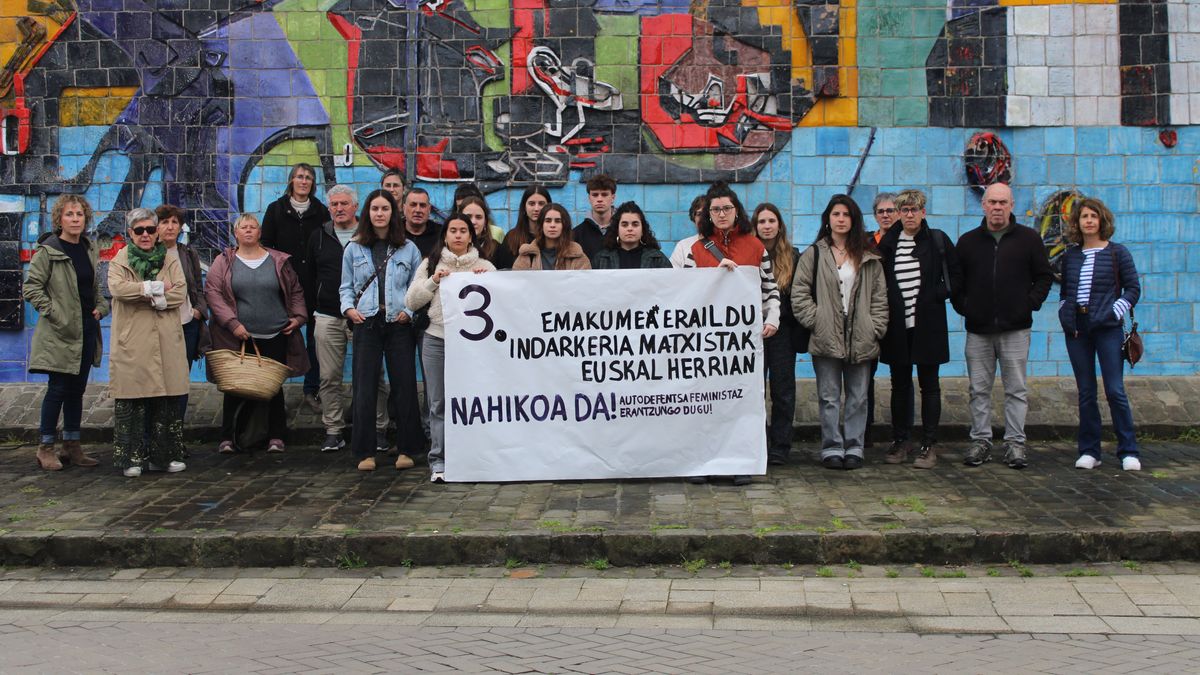 3. EMAKUMEA* ERAIL DU
INDARKERIA MATXISTAK
EUSKAL HERRIAN
NAHIKOA DA! AUTODEFENTSA FEMINISTAZ
ERANTZUNGO DUGU!